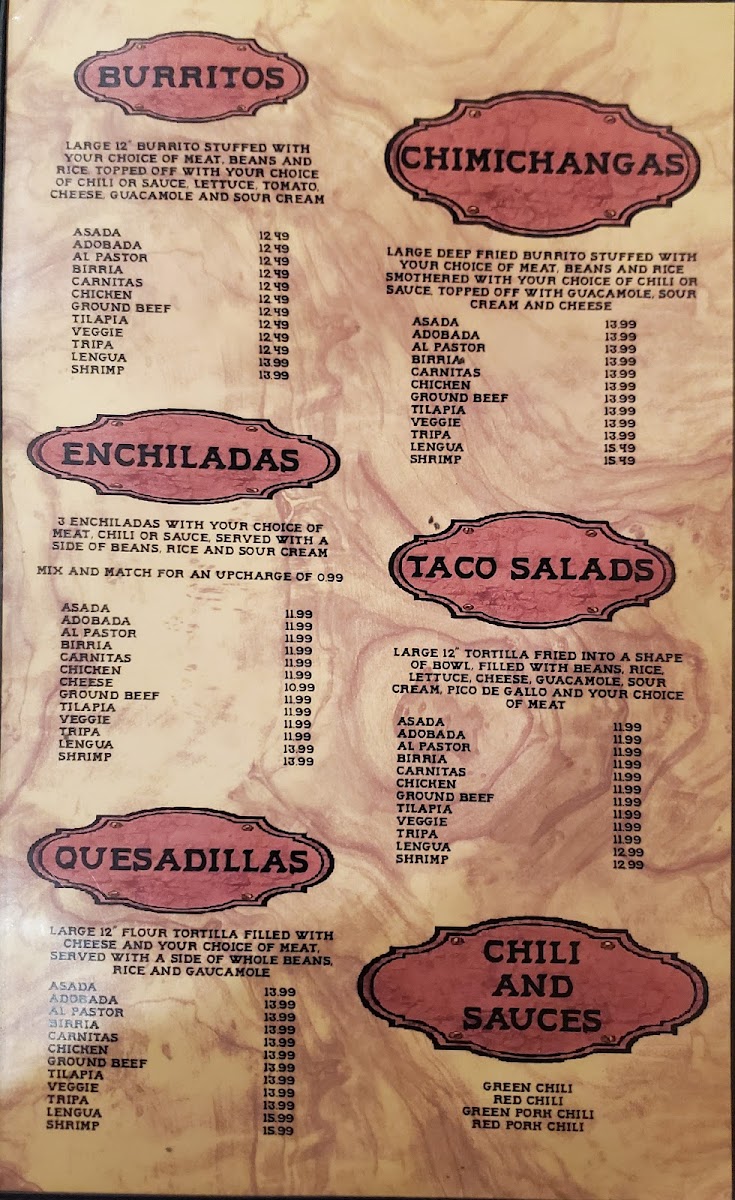 BURRITOS
LARGE 12" BURRITO STUFFED WITH
YOUR CHOICE OF MEAT, BEANS AND
RICE, TOPPED OFF WITH YOUR CHOICE
OF CHILI OR SAUCE, LETTUCE, TOMATO,
CHEESE, GUACAMOLE AND SOUR CREAM
ASADA 12.49
ADOBADA 12.49
AL PASTOR 12.49
BIRRIA 12.49
CARNITAS 12.49
CHICKEN 12.49
GROUND BEEF 12.49
TILAPIA 12.49
VEGGIE 12.49
TRIPA 12.49
LENGUA 13.99
SHRIMP 13.99
ENCHILADAS
3 ENCHILADAS WITH YOUR CHOICE OF
MEAT, CHILI OR SAUCE, SERVED WITH A
SIDE OF BEANS, RICE AND SOUR CREAM
MIX AND MATCH FOR AN UPCHARGE OF 0.99
ASADA 11.99
ADOBADA 11.99
AL PASTOR 11.99
BIRRIA 11.99
CARNITAS 11.99
CHICKEN 11.99
CHEESE 10.99
GROUND BEEF 11.99
TILAPIA 11.99
VEGGIE 11.99
TRIPA 11.99
LENGUA 13.99
SHRIMP 13.99
QUESADILLAS
LARGE 12" FLOUR TORTILLA FILLED WITH
CHEESE AND YOUR CHOICE OF MEAT,
SERVED WITH A SIDE OF WHOLE BEANS,
RICE AND GAUCAMOLE
ASADA 13.99
ADOBADA 13.99
AL PASTOR 13.99
BIRRIA 13.99
CARNITAS 13.99
CHICKEN 13.99
GROUND BEEF 13.99
TILAPIA 13.99
VEGGIE 13.99
TRIPA 13.99
LENGUA 15.99
SHRIMP 15.99
CHIMICHANGAS
LARGE DEEP FRIED BURRITO STUFFED WITH
YOUR CHOICE OF MEAT, BEANS AND RICE
SMOTHERED WITH YOUR CHOICE OF CHILI OR
SAUCE, TOPPED OFF WITH GUACAMOLE, SOUR
CREAM AND CHEESE
ASADA 13.99
ADOBADA 13.99
AL PASTOR 13.99
BIRRIA 13.99
CARNITAS 13.99
CHICKEN 13.99
GROUND BEEF 13.99
TILAPIA 13.99
VEGGIE 13.99
TRIPA 13.99
LENGUA 15.49
SHRIMP 15.49
TACO SALADS
LARGE 12" TORTILLA FRIED INTO A SHAPE
OF BOWL, FILLED WITH BEANS, RICE,
LETTUCE, CHEESE, GUACAMOLE, SOUR
CREAM, PICO DE GALLO AND YOUR CHOICE
OF MEAT
ASADA 11.99
ADOBADA 11.99
AL PASTOR 11.99
BIRRIA 11.99
CARNITAS 11.99
CHICKEN 11.99
GROUND BEEF 11.99
TILAPIA 11.99
VEGGIE 11.99
TRIPA 11.99
LENGUA 12.99
SHRIMP 12.99
CHILI
AND
SAUCES
GREEN CHILI
RED CHILI
GREEN PORK CHILI
RED PORK CHILI